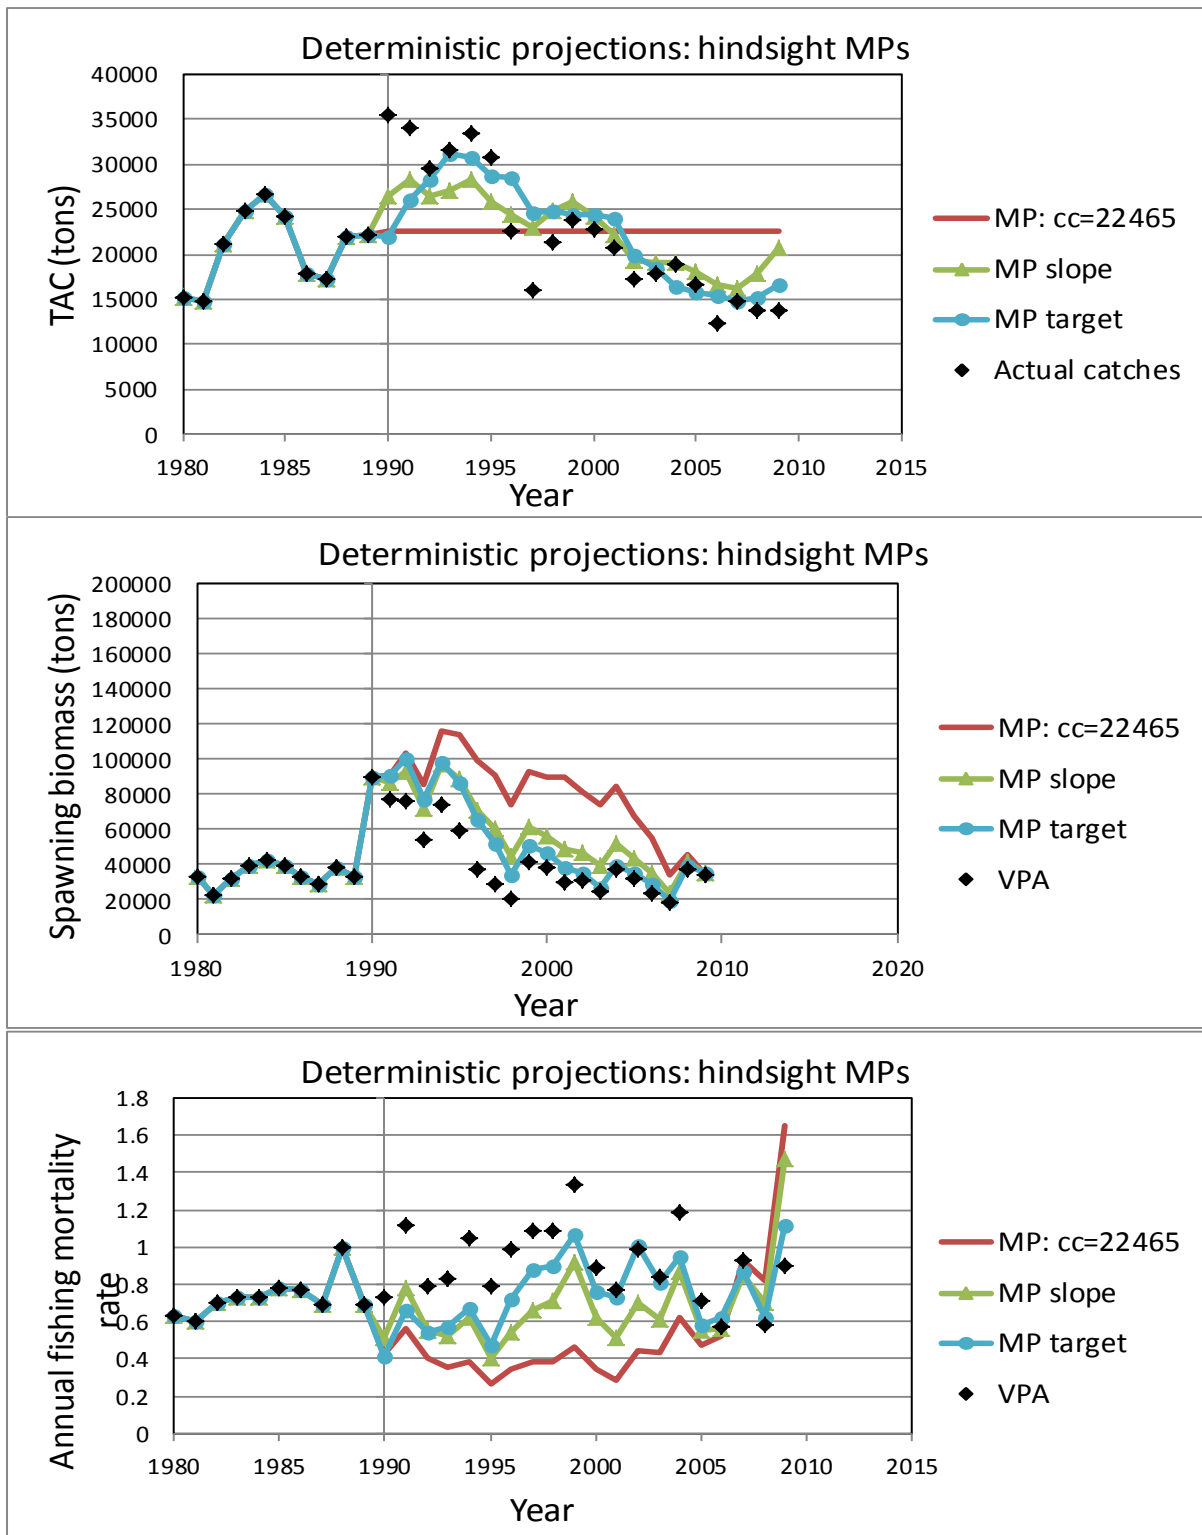 Deterministic projections: hindsight MPs
TAC (tons)
40000
35000
30000
25000
20000
15000
10000
5000
0
1980 1985 1990 1995 2000 2005 2010 2015
Year
MP: cc=22465
MP slope
MP target
Actual catches
Deterministic projections: hindsight MPs
Spawning biomass (tons)
200000
180000
160000
140000
120000
100000
80000
60000
40000
20000
0
1980 1990 2000 2010 2020
Year
MP: cc=22465
MP slope
MP target
VPA
Deterministic projections: hindsight MPs
Annual fishing mortality
rate
1.8
1.6
1.4
1.2
1
0.8
0.6
0.4
0.2
0
1980 1985 1990 1995 2000 2005 2010 2015
Year
MP: cc=22465
MP slope
MP target
VPA